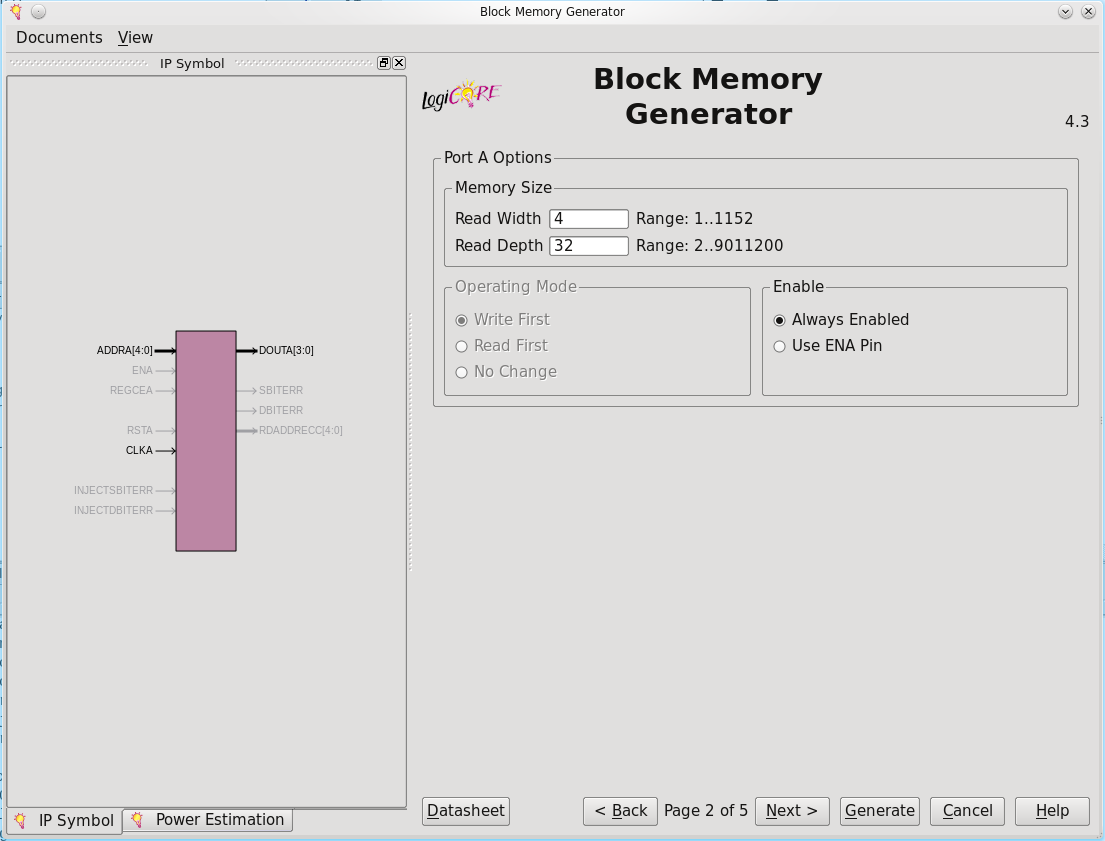 Block Memory Generator
Documents View
IP Symbol
LogiCORE
Block Memory
Generator
4.3
Port A Options
Memory Size
Read Width 4 Range: 1..1152
Read Depth 32 Range: 2..9011200
Operating Mode
Write First
Read First
No Change
Enable
Always Enabled
Use ENA Pin
ADDRA[4:0] DOUTA[3:0]
ENA
REGCEA SBITERR
DBITERR
RSTA RDADDRECC[4:0]
CLKA
INJECTSBITERR
INJECTDBITERR
IP Symbol Power Estimation
Datasheet < Back Page 2 of 5 Next > Generate Cancel Help